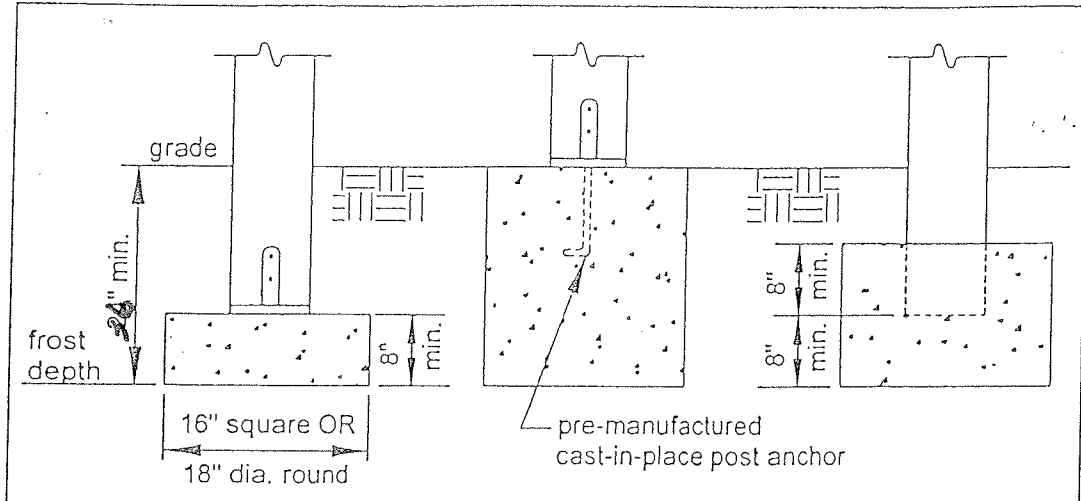 grade
24" min.
frost
depth
8"
min.
16" square OR
18" dia. round
pre-manufactured
cast-in-place post anchor
8"
min.
8"
min.